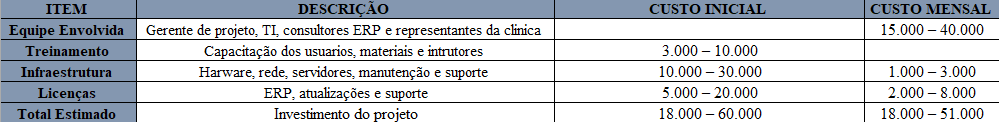 ITEM DESCRIÇÃO CUSTO INICIAL CUSTO MENSAL
Equipe Envolvida Gerente de projeto, TI, consultores ERP e representantes da clinica 15.000 – 40.000
Treinamento Capacitação dos usuarios, materiais e intrutores 3.000 – 10.000
Infraestrutura Harware, rede, servidores, manutenção e suporte 10.000 – 30.000 1.000 – 3.000
Licenças ERP, atualizações e suporte 5.000 – 20.000 2.000 – 8.000
Total Estimado Investimento do projeto 18.000 – 60.000 18.000 – 51.000